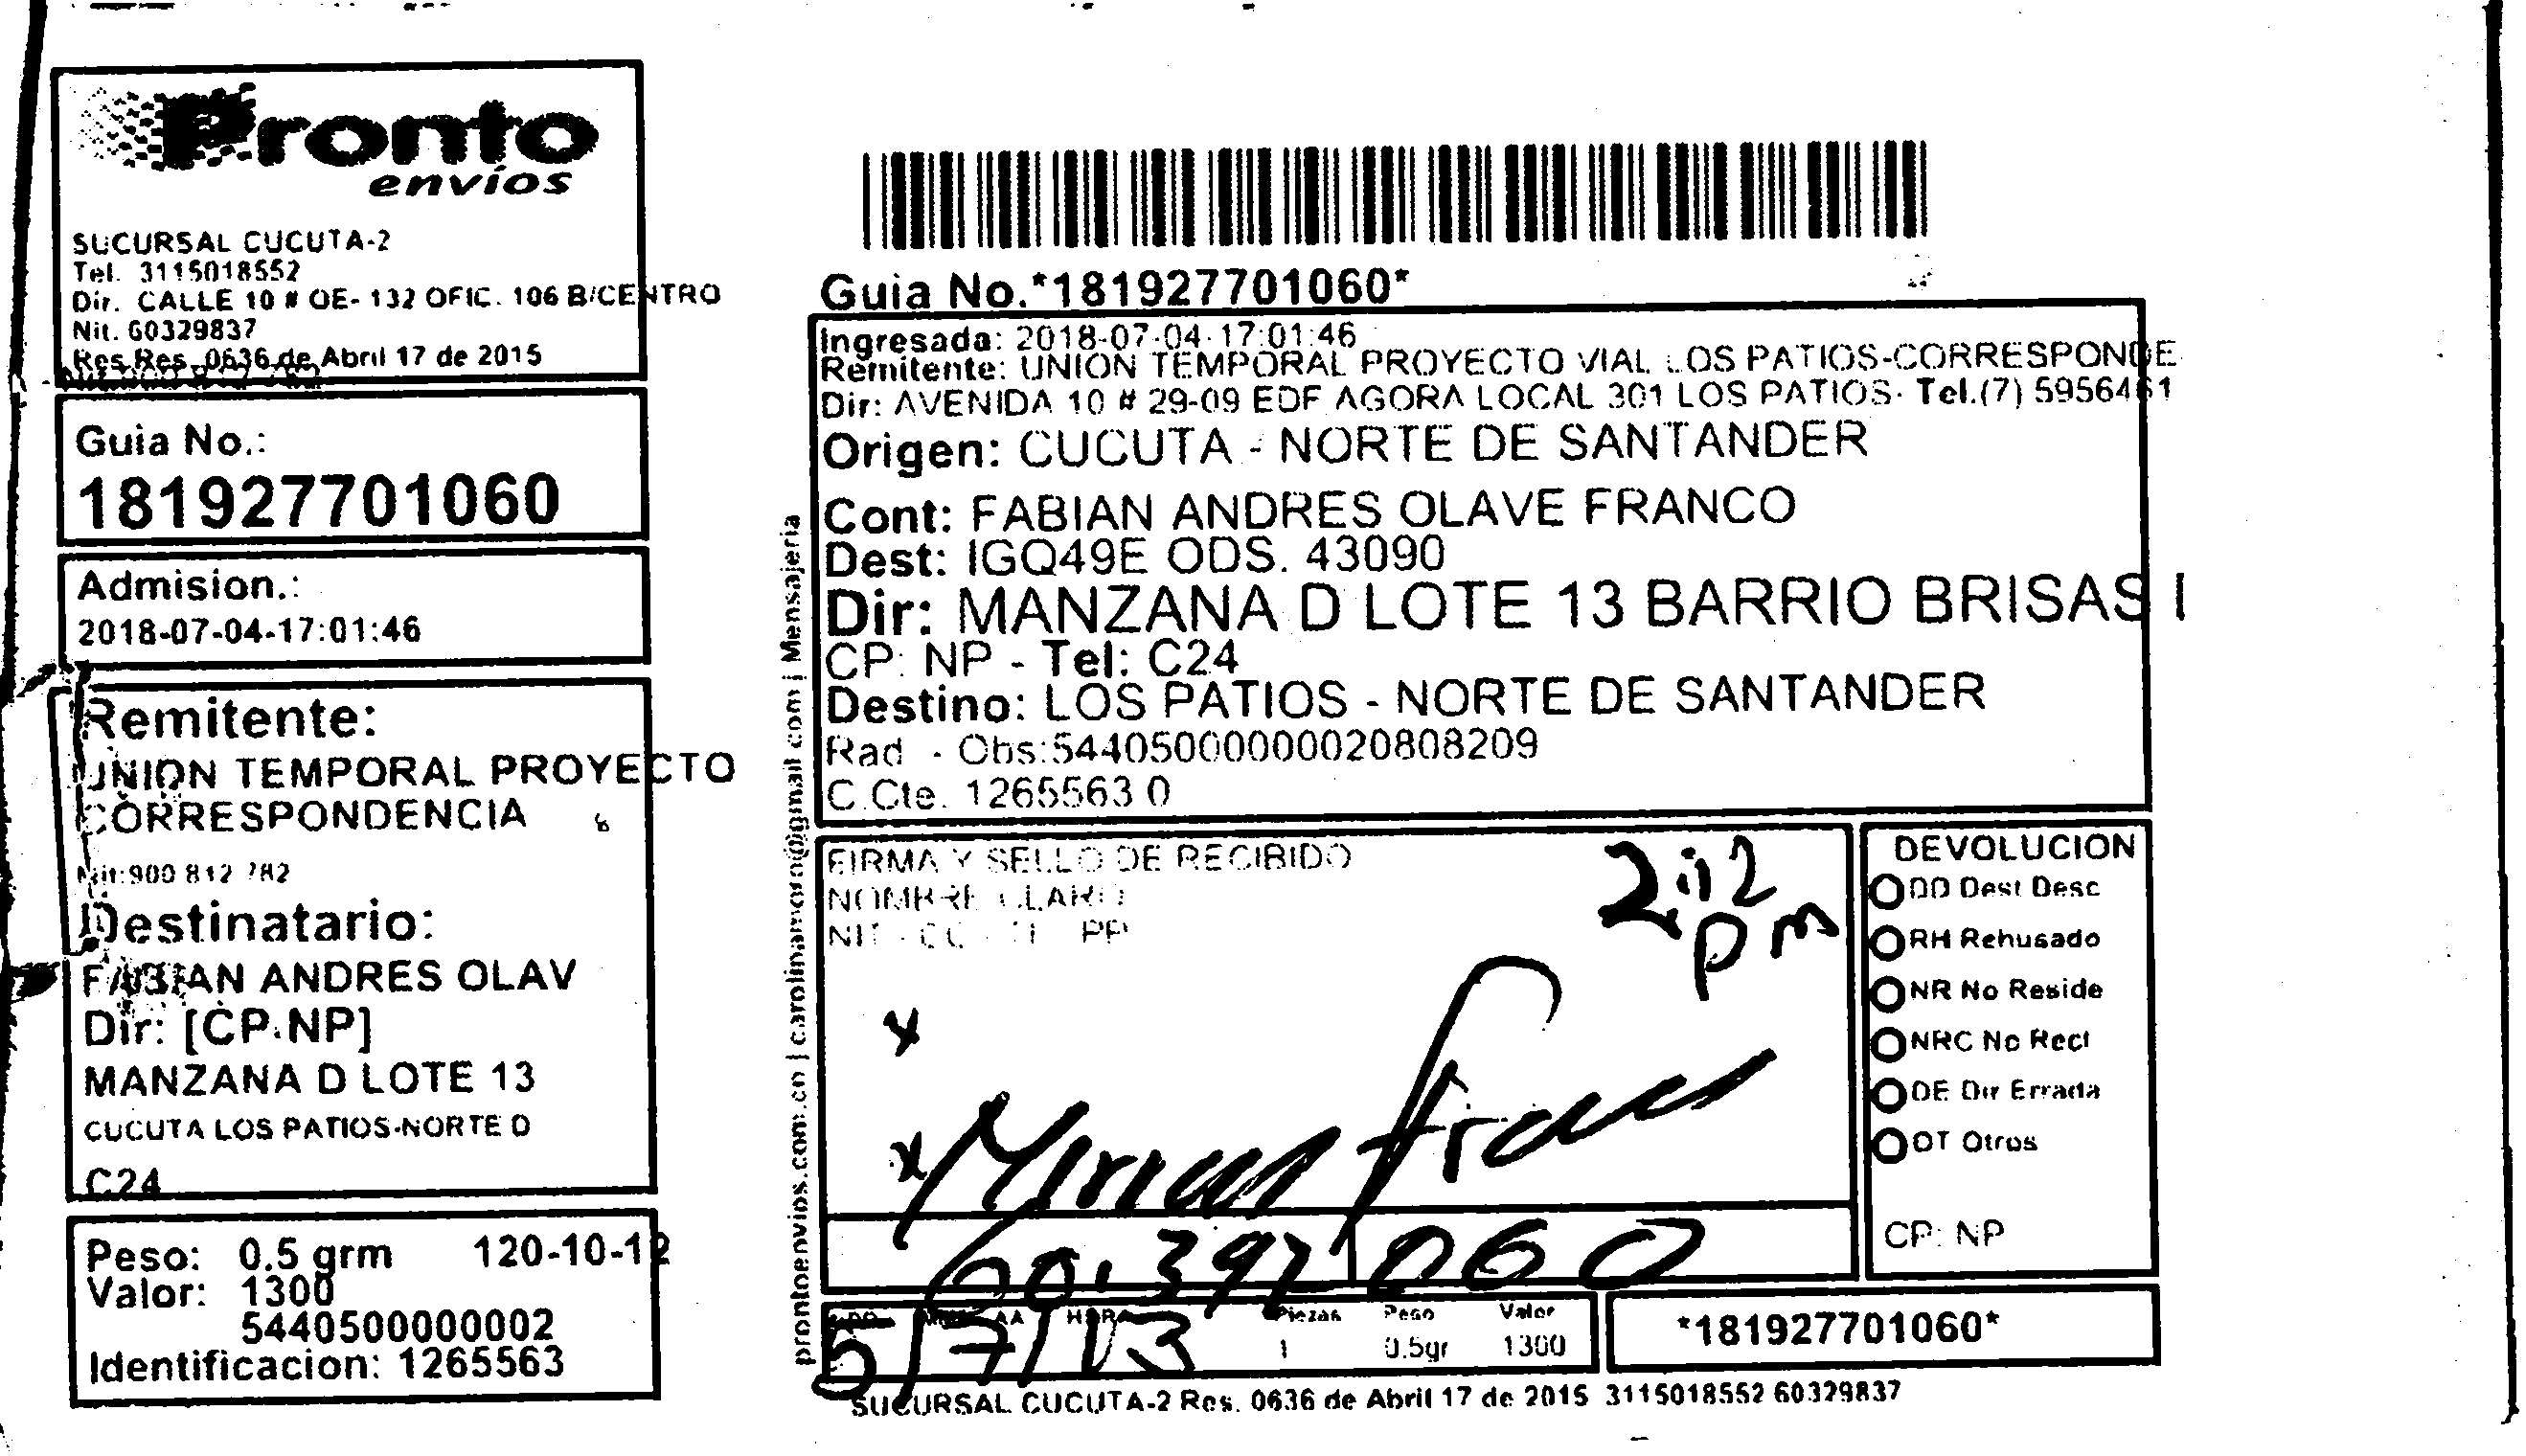 Pronto
envíos
SUCURSAL CUCUTA-2
Tel. 3115018552
Dir. CALLE 10 # OE- 132 OFIC. 106 B/CENTRO
Nit. 60329837
Res.Res. 0636 de Abril 17 de 2015
Guia No.:
181927701060
Admision.:
2018-07-04-17:01:46
Remitente:
UNION TEMPORAL PROYECTO
CORRESPONDENCIA
Nit:900 812 782
Destinatario:
FABIAN ANDRES OLAV
Dir: [CP.NP]
MANZANA D LOTE 13
CUCUTA LOS PATIOS-NORTE D
C24
Peso: 0.5 grm 120-10-12
Valor: 1300
5440500000002
Identificacion: 1265563
prontoenvios.com.co | carolinamoron@gmail com | Mensajeria
Guia No.*181927701060*
Ingresada: 2018-07-04-17:01:46
Remitente: UNION TEMPORAL PROYECTO VIAL LOS PATIOS-CORRESPONDE
Dir: AVENIDA 10 # 29-09 EDF AGORA LOCAL 301 LOS PATIOS- Tel.(7) 5956461
Origen: CUCUTA - NORTE DE SANTANDER
Cont: FABIAN ANDRES OLAVE FRANCO
Dest: IGQ49E ODS. 43090
Dir: MANZANA D LOTE 13 BARRIO BRISAS
CP: NP - Tel: C24
Destino: LOS PATIOS - NORTE DE SANTANDER
Rad - Obs:544050000000020808209
C.Cte. 1265563 0
FIRMA Y SELLO DE RECIBIDO
NOMBRE CLARO
2:12
pm
x
x
DD AA HORA Piezas Peso Valor
1 0.5gr 1300
DEVOLUCION
DD Dest Desc
RH Rehusado
NR No Reside
NRC No Recl
DE Dir Errada
OT Otros
CP: NP
*181927701060*
SUCURSAL CUCUTA-2 Res. 0636 de Abril 17 de 2015 3115018552 60329837